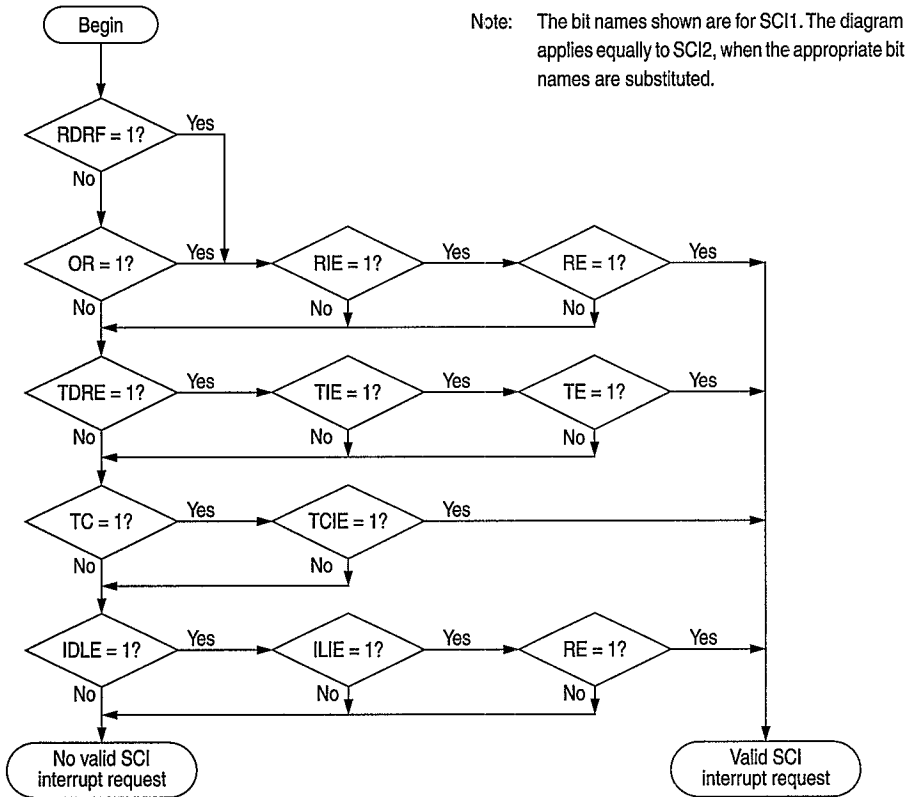 Begin
Note: The bit names shown are for SCI1. The diagram
applies equally to SCI2, when the appropriate bit
names are substituted.
RDRF = 1?
Yes
No
OR = 1?
Yes
RIE = 1?
Yes
RE = 1?
Yes
No
No
No
TDRE = 1?
Yes
TIE = 1?
Yes
TE = 1?
Yes
No
No
No
TC = 1?
Yes
TCIE = 1?
Yes
No
No
IDLE = 1?
Yes
ILIE = 1?
Yes
RE = 1?
Yes
No
No
No
No valid SCI
interrupt request
Valid SCI
interrupt request